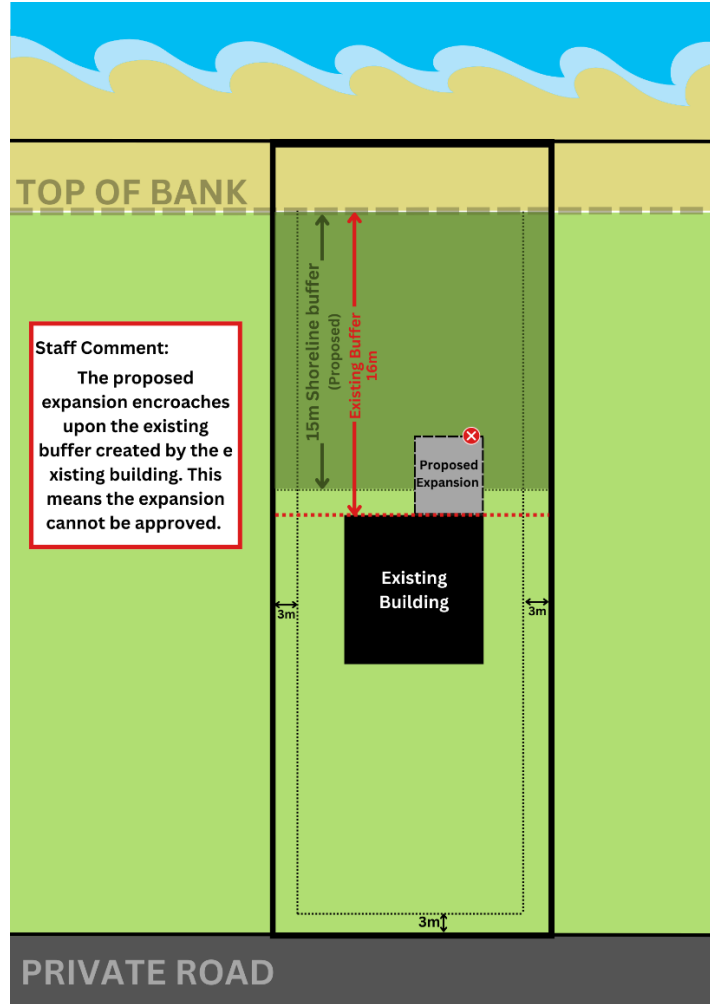 TOP OF BANK
15m Shoreline buffer
(Proposed)
Existing Buffer
16m
Staff Comment:
The proposed
expansion encroaches
upon the existing
buffer created by the e
xisting building. This
means the expansion
cannot be approved.
Proposed
Expansion
Existing
Building
3m
3m
3m
PRIVATE ROAD